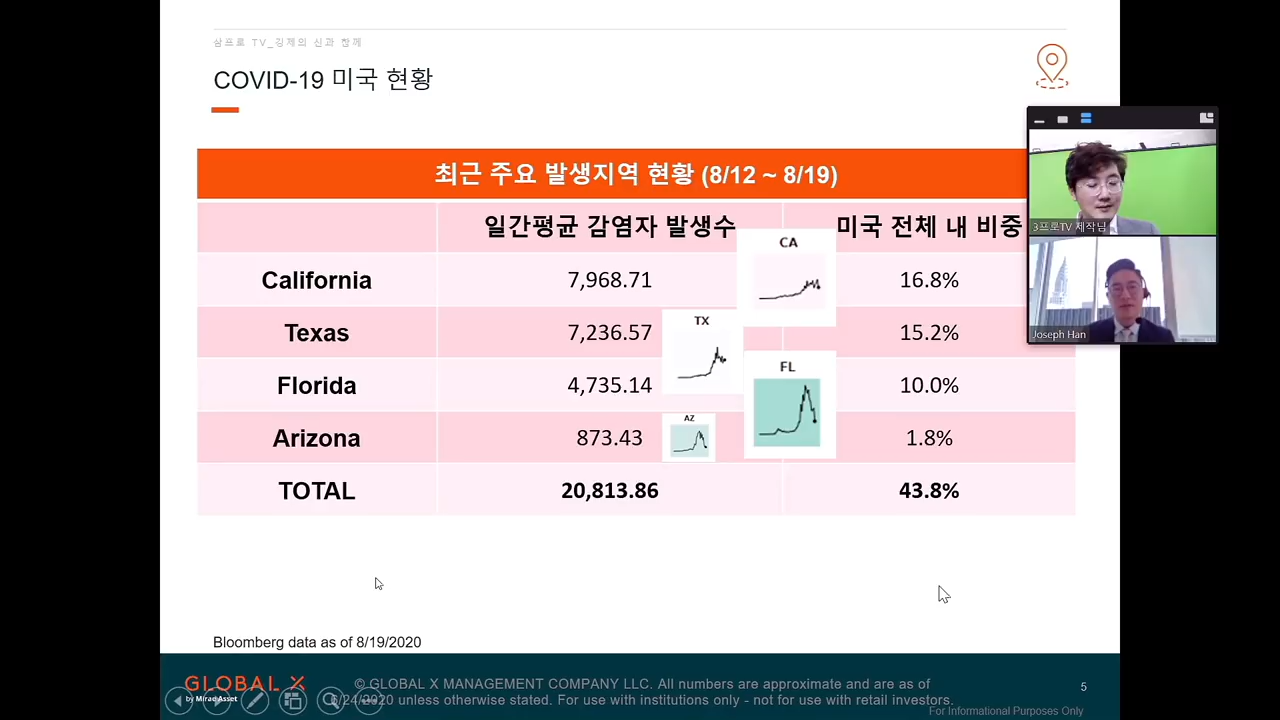 삼프로 TV_경제의 신과 함께
COVID-19 미국 현황
최근 주요 발생지역 현황 (8/12 ~ 8/19)
일간평균 감염자 발생수
미국 전체 내 비중
California
7,968.71
16.8%
Texas
7,236.57
15.2%
Florida
4,735.14
10.0%
Arizona
873.43
1.8%
TOTAL
20,813.86
43.8%
CA
TX
FL
AZ
3프로TV 제작님
Joseph Han
Bloomberg data as of 8/19/2020
GLOBAL X
by Mirae Asset
© GLOBAL X MANAGEMENT COMPANY LLC. All numbers are approximate and are as of
6/24/2020 unless otherwise stated. For use with institutions only - not for use with retail investors.
For Informational Purposes Only
5